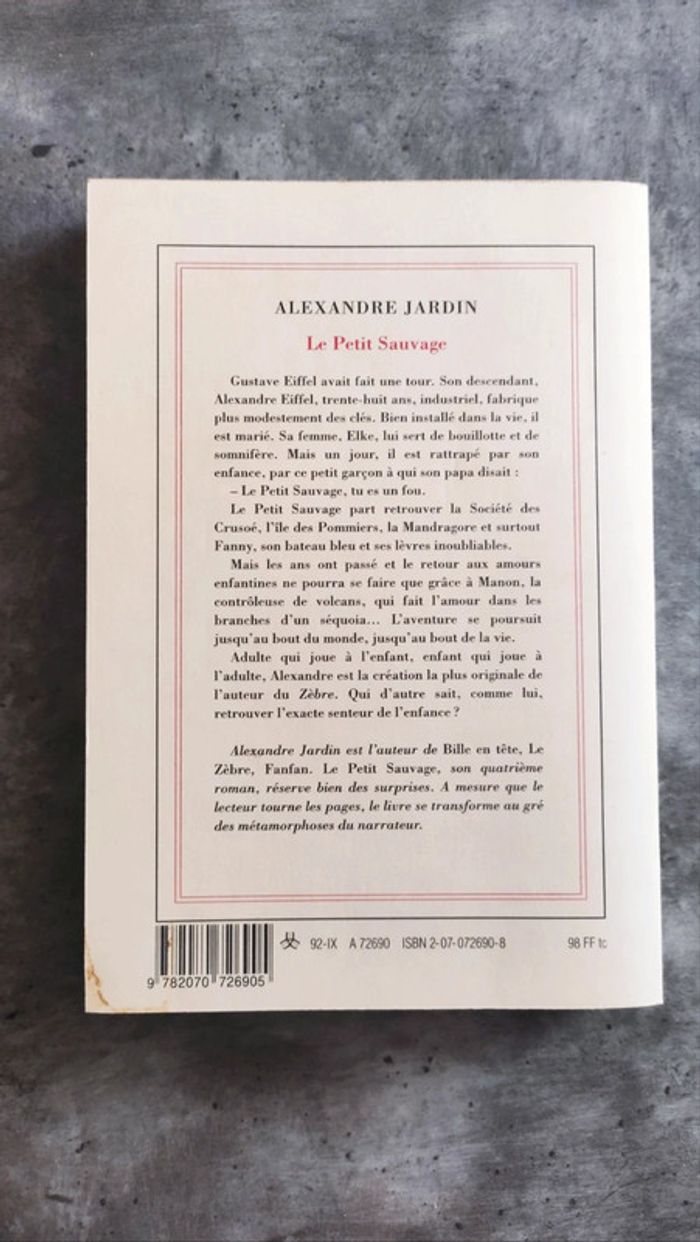 ALEXANDRE JARDIN
Le Petit Sauvage
Gustave Eiffel avait fait une tour. Son descendant,
Alexandre Eiffel, trente-huit ans, industriel, fabrique
plus modestement des clés. Bien installé dans la vie, il
est marié. Sa femme, Elke, lui sert de bouillotte et de
somnifère. Mais un jour, il est rattrapé par son
enfance, par ce petit garçon à qui son papa disait :
– Le Petit Sauvage, tu es un fou.
Le Petit Sauvage part retrouver la Société des
Crusoé, l'île des Pommiers, la Mandragore et surtout
Fanny, son bateau bleu et ses lèvres inoubliables.
Mais les ans ont passé et le retour aux amours
enfantines ne pourra se faire que grâce à Manon, la
contrôleuse de volcans, qui fait l'amour dans les
branches d'un séquoia... L'aventure se poursuit
jusqu'au bout du monde, jusqu'au bout de la vie.
Adulte qui joue à l'enfant, enfant qui joue à
l'adulte, Alexandre est la création la plus originale de
l'auteur du Zèbre. Qui d'autre sait, comme lui,
retrouver l'exacte senteur de l'enfance ?
Alexandre Jardin est l'auteur de Bille en tête, Le
Zèbre, Fanfan. Le Petit Sauvage, son quatrième
roman, réserve bien des surprises. A mesure que le
lecteur tourne les pages, le livre se transforme au gré
des métamorphoses du narrateur.
92-IX A 72690 ISBN 2-07-072690-8 98 FF tc
9 782070 726905